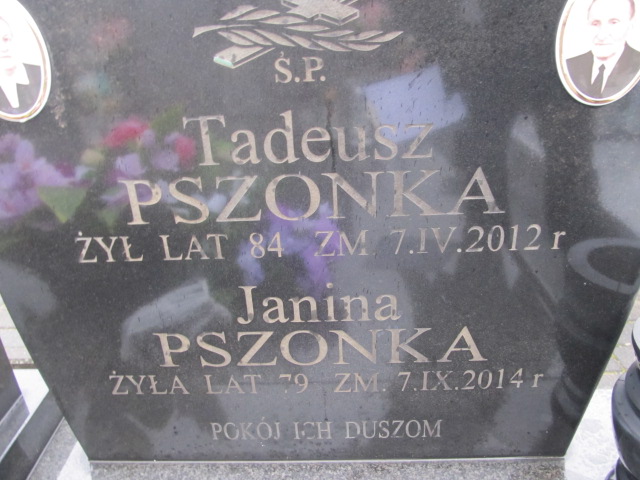 Ś.P.
Tadeusz
PSZONKA
ŻYŁ LAT 84 ZM. 7.IV.2012 r
Janina
PSZONKA
ŻYŁA LAT 79 ZM. 7.IX.2014 r
POKÓJ ICH DUSZOM